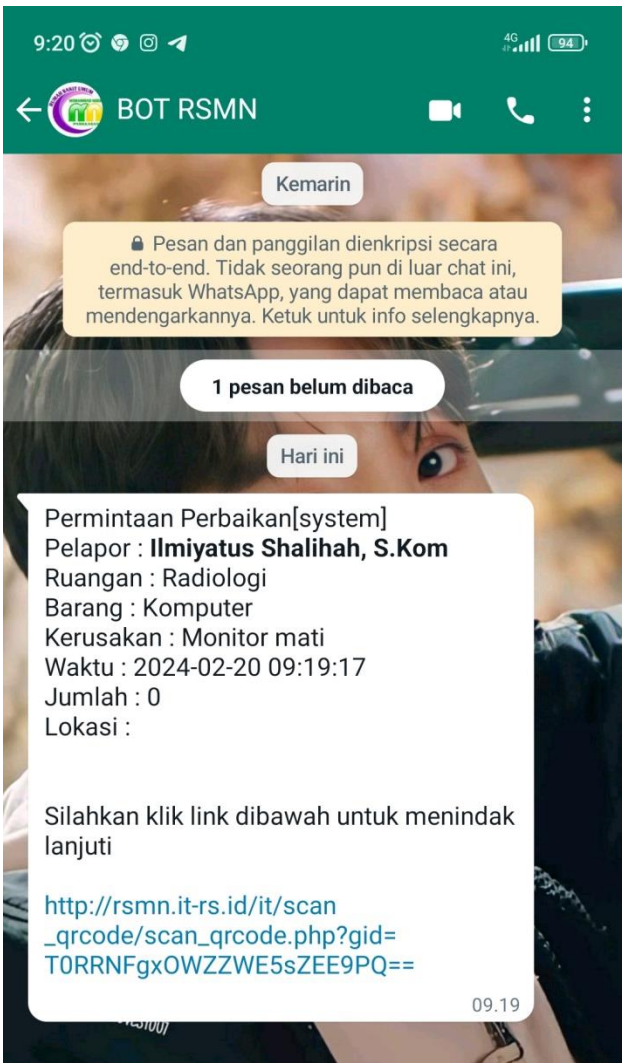 9:20
4G
94
BOT RSMN
Kemarin
Pesan dan panggilan dienkripsi secara
end-to-end. Tidak seorang pun di luar chat ini,
termasuk WhatsApp, yang dapat membaca atau
mendengarkannya. Ketuk untuk info selengkapnya.
1 pesan belum dibaca
Hari ini
Permintaan Perbaikan[system]
Pelapor : Ilmiyatus Shalihah, S.Kom
Ruangan : Radiologi
Barang : Komputer
Kerusakan : Monitor mati
Waktu : 2024-02-20 09:19:17
Jumlah : 0
Lokasi :
Silahkan klik link dibawah untuk menindak
lanjuti
http://rsmn.it-rs.id/it/scan
_qrcode/scan_qrcode.php?gid=
T0RRNFgxOWZZWE5sZEE9PQ==
09.19